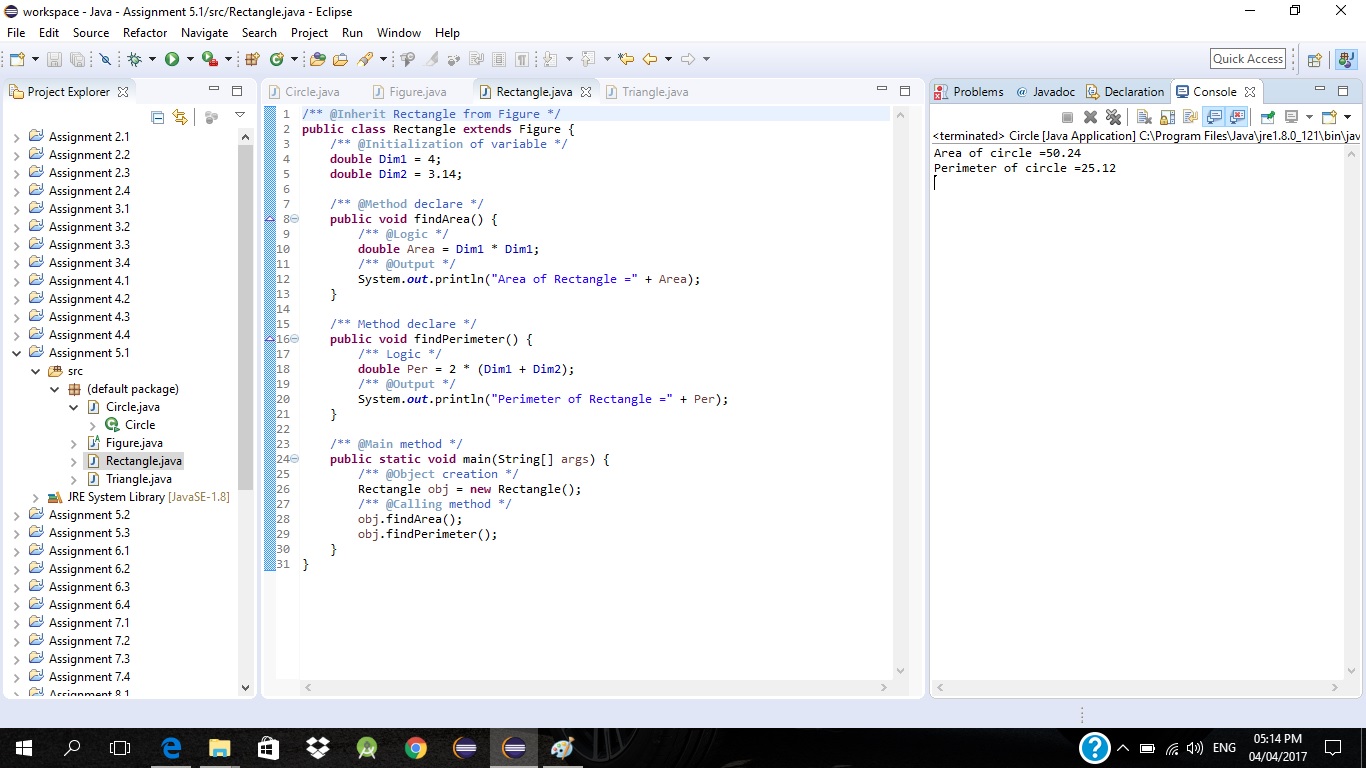 workspace - Java - Assignment 5.1/src/Rectangle.java - Eclipse
File Edit Source Refactor Navigate Search Project Run Window Help
Quick Access
Project Explorer
Assignment 2.1
Assignment 2.2
Assignment 2.3
Assignment 2.4
Assignment 3.1
Assignment 3.2
Assignment 3.3
Assignment 3.4
Assignment 4.1
Assignment 4.2
Assignment 4.3
Assignment 4.4
Assignment 5.1
src
(default package)
Circle.java
Circle
Figure.java
Rectangle.java
Triangle.java
JRE System Library [JavaSE-1.8]
Assignment 5.2
Assignment 5.3
Assignment 6.1
Assignment 6.2
Assignment 6.3
Assignment 6.4
Assignment 7.1
Assignment 7.2
Assignment 7.3
Assignment 7.4
Assignment 8.1
Circle.java Figure.java Rectangle.java Triangle.java
1 /** @Inherit Rectangle from Figure */
2 public class Rectangle extends Figure {
3 /** @Initialization of variable */
4 double Dim1 = 4;
5 double Dim2 = 3.14;
6
7 /** @Method declare */
8 public void findArea() {
9 /** @Logic */
10 double Area = Dim1 * Dim1;
11 /** @Output */
12 System.out.println("Area of Rectangle =" + Area);
13 }
14
15 /** Method declare */
16 public void findPerimeter() {
17 /** Logic */
18 double Per = 2 * (Dim1 + Dim2);
19 /** @Output */
20 System.out.println("Perimeter of Rectangle =" + Per);
21 }
22
23 /** @Main method */
24 public static void main(String[] args) {
25 /** @Object creation */
26 Rectangle obj = new Rectangle();
27 /** @Calling method */
28 obj.findArea();
29 obj.findPerimeter();
30 }
31 }
Problems @ Javadoc Declaration Console
<terminated> Circle [Java Application] C:\Program Files\Java\jre1.8.0_121\bin\jav
Area of circle =50.24
Perimeter of circle =25.12
ENG
05:14 PM
04/04/2017